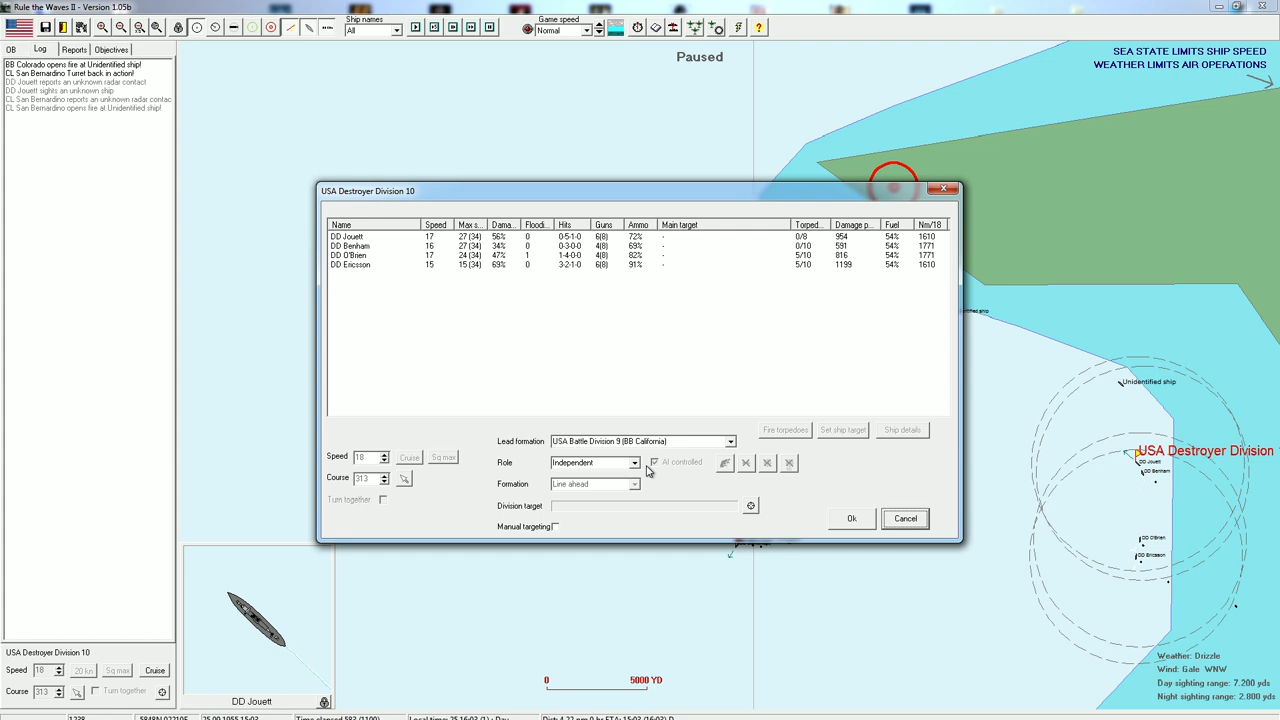 Rule the Waves II - Version 1.05b
Ship names
All
Game speed
Normal
OB Log Reports Objectives
BB Colorado opens fire at Unidentified ship!
CL San Bernardino Turret back in action!
DD Jouett reports an unknown radar contact
DD Jouett sights an unknown ship
CL San Bernardino reports an unknown radar contac
CL San Bernardino opens fire at Unidentified ship!
Paused
SEA STATE LIMITS SHIP SPEED
WEATHER LIMITS AIR OPERATIONS
USA Destroyer Division 10
Name Speed Max s... Dama... Floodi... Hits Guns Ammo Main target Torped... Damage p... Fuel Nm/18
DD Jouett 17 27 (34) 56% 0 0-5-1-0 6(8) 72% - 0/8 954 54% 1610
DD Benham 16 27 (34) 34% 0 0-3-0-0 4(8) 69% - 0/10 591 54% 1771
DD O'Brien 17 24 (34) 47% 1 1-4-0-0 4(8) 82% - 5/10 816 54% 1771
DD Ericsson 15 15 (34) 69% 0 3-2-1-0 6(8) 91% - 5/10 1199 54% 1610
Fire torpedoes Set ship target Ship details
Lead formation USA Battle Division 9 (BB California)
Speed 18 Cruise Sq max
Role Independent AI controlled
Course 313
Formation Line ahead
Turn together
Division target
Manual targeting
Ok Cancel
Unidentified ship
USA Destroyer Division
DD Jouett
DD Benham
DD O'Brien
DD Ericsson
Weather: Drizzle
Wind: Gale WNW
Day sighting range: 7.200 yds
Night sighting range: 2.800 yds
0 5000 YD
USA Destroyer Division 10
Speed 18 20 kn Sq max Cruise
Course 313 Turn together
DD Jouett